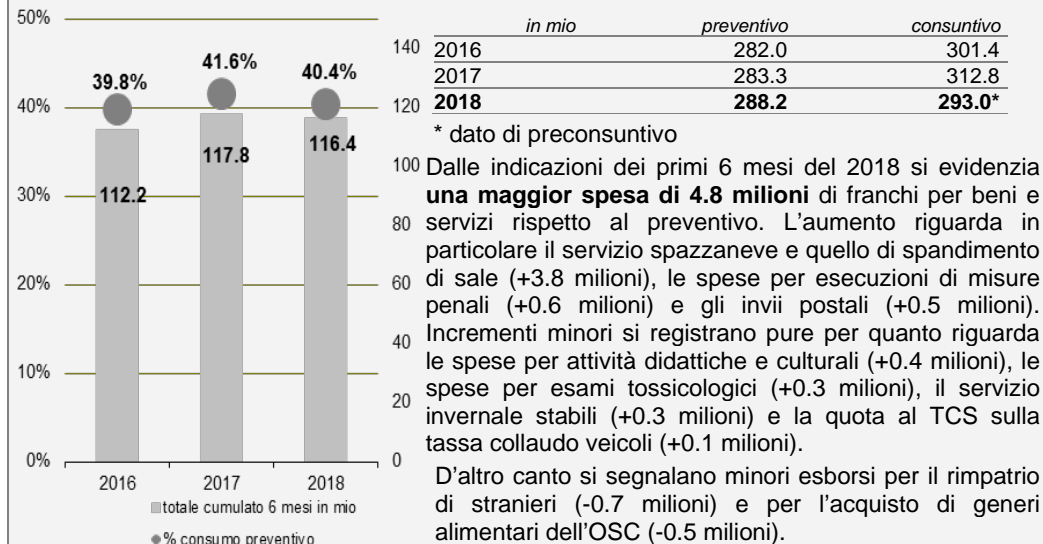 50%
40%
30%
20%
10%
0%
39.8%
41.6%
40.4%
112.2
117.8
116.4
140
120
100
80
60
40
20
0
2016 2017 2018
totale cumulato 6 mesi in mio
% consumo preventivo
in mio preventivo consuntivo
2016 282.0 301.4
2017 283.3 312.8
2018 288.2 293.0*
* dato di preconsuntivo
Dalle indicazioni dei primi 6 mesi del 2018 si evidenzia
una maggior spesa di 4.8 milioni di franchi per beni e
servizi rispetto al preventivo. L'aumento riguarda in
particolare il servizio spazzaneve e quello di spandimento
di sale (+3.8 milioni), le spese per esecuzioni di misure
penali (+0.6 milioni) e gli invii postali (+0.5 milioni).
Incrementi minori si registrano pure per quanto riguarda
le spese per attività didattiche e culturali (+0.4 milioni), le
spese per esami tossicologici (+0.3 milioni), il servizio
invernale stabili (+0.3 milioni) e la quota al TCS sulla
tassa collaudo veicoli (+0.1 milioni).
D'altro canto si segnalano minori esborsi per il rimpatrio
di stranieri (-0.7 milioni) e per l'acquisto di generi
alimentari dell'OSC (-0.5 milioni).